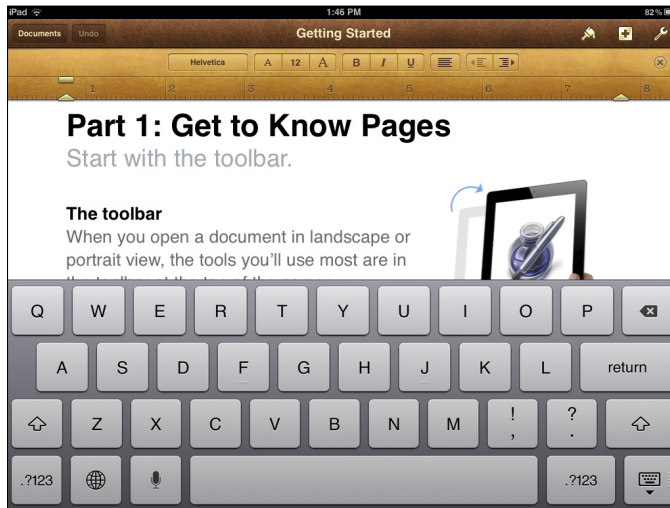 iPad 1:46 PM 82%
Documents Undo Getting Started
Helvetica A 12 A B I U
1 2 3 4 5 6 7 8
Part 1: Get to Know Pages
Start with the toolbar.
The toolbar
When you open a document in landscape or
portrait view, the tools you'll use most are in
Q W E R T Y U I O P
A S D F G H J K L return
Z X C V B N M ! , ? .
.?123 .?123